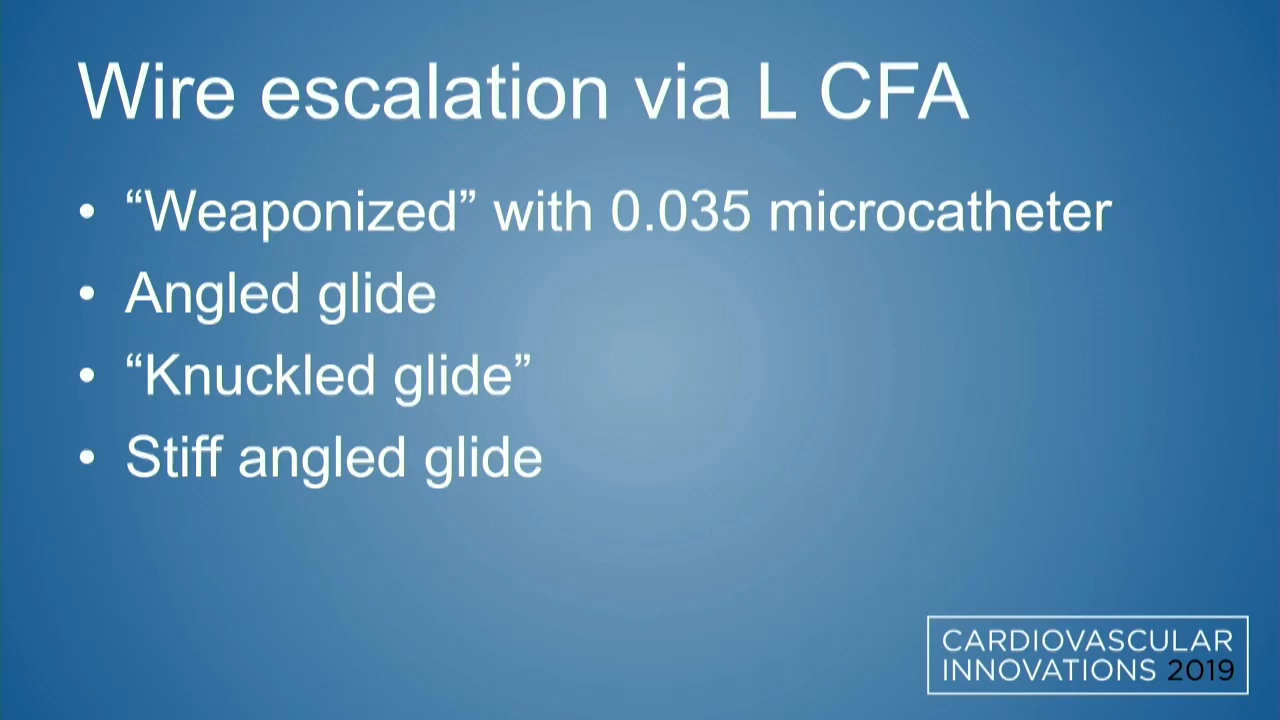 Wire escalation via L CFA
• “Weaponized” with 0.035 microcatheter
• Angled glide
• “Knuckled glide”
• Stiff angled glide
CARDIOVASCULAR
INNOVATIONS 2019